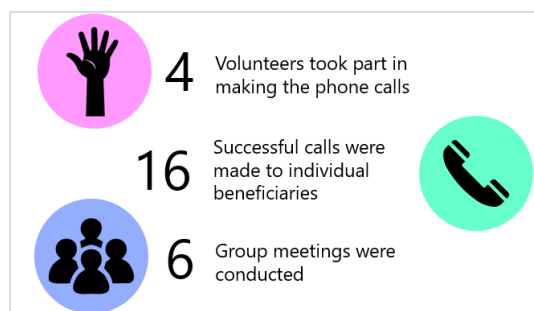 4
Volunteers took part in
making the phone calls
16
Successful calls were
made to individual
beneficiaries
6
Group meetings were
conducted